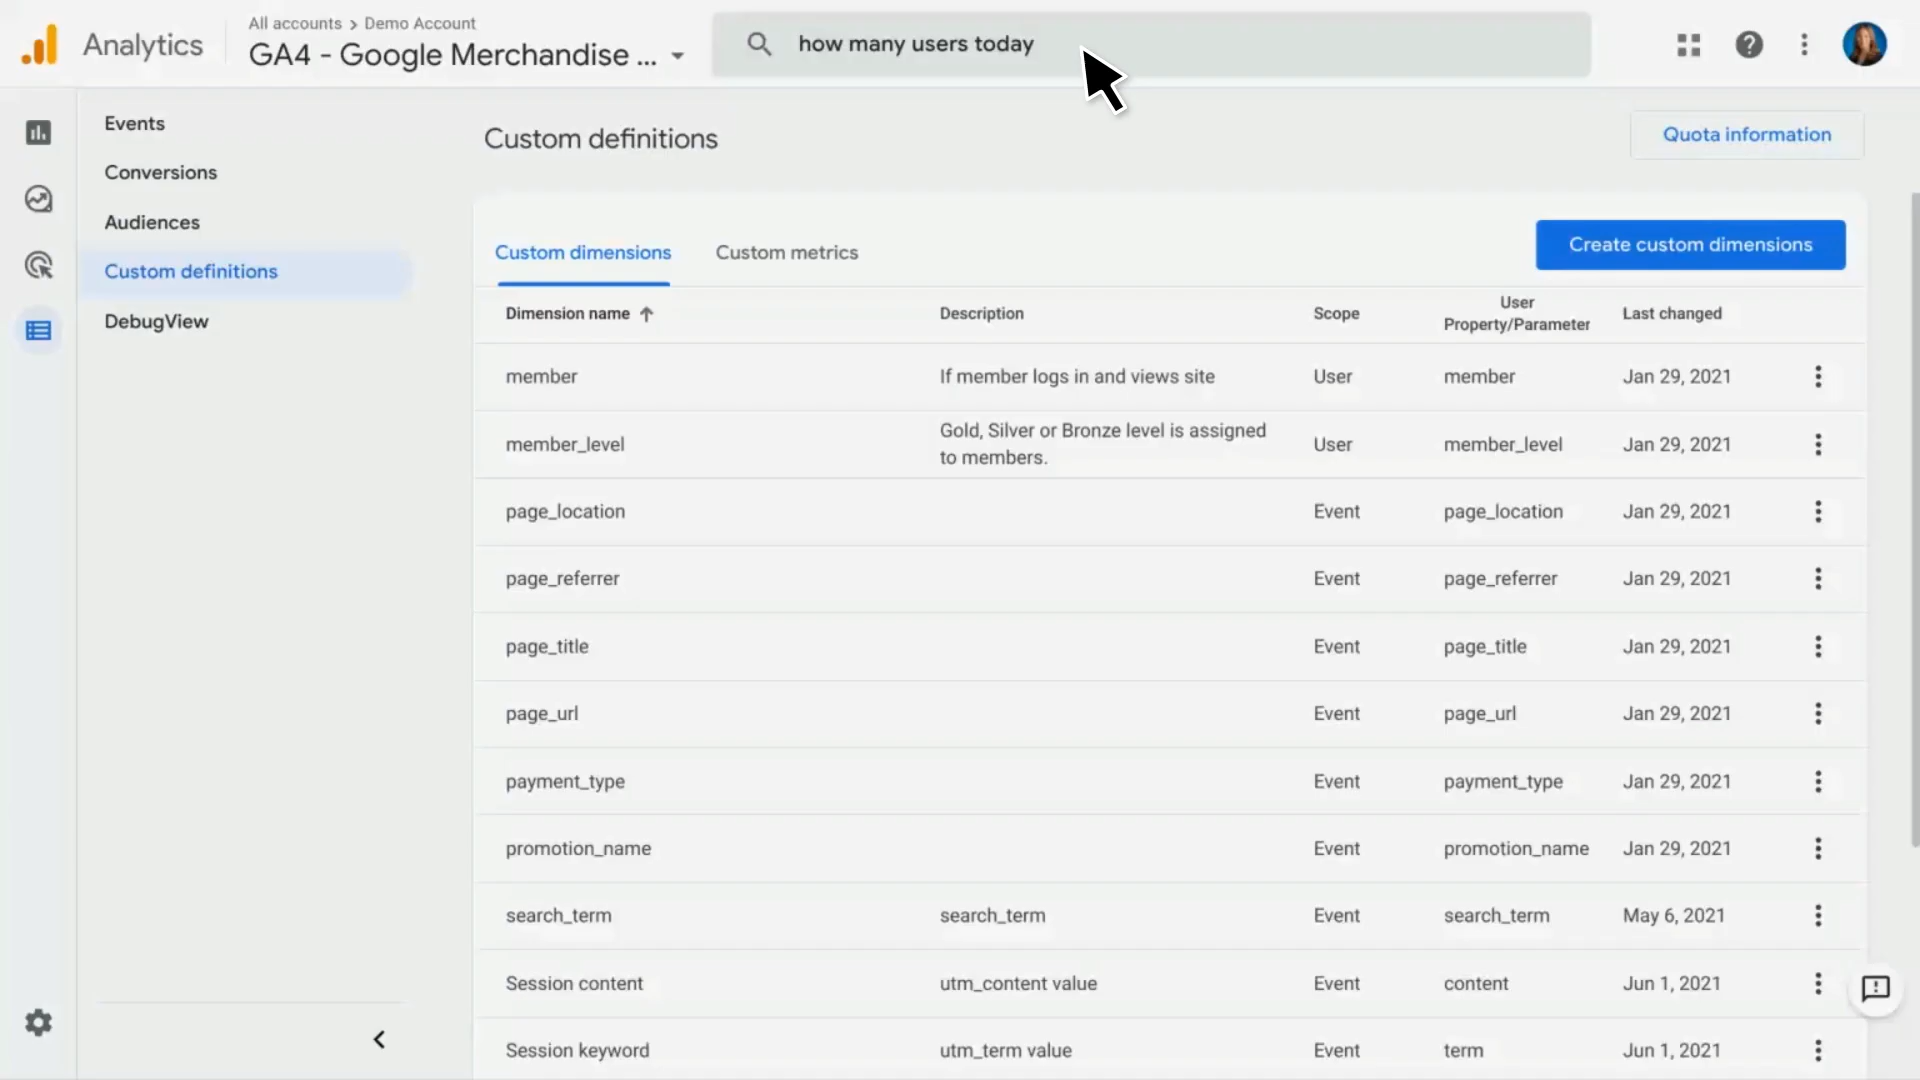 Analytics
All accounts > Demo Account
GA4 - Google Merchandise ...
how many users today
Events
Conversions
Audiences
Custom definitions
DebugView
Custom definitions
Quota information
Custom dimensions
Custom metrics
Create custom dimensions
Dimension name Description Scope User Property/Parameter Last changed
member If member logs in and views site User member Jan 29, 2021
member_level Gold, Silver or Bronze level is assigned to members. User member_level Jan 29, 2021
page_location Event page_location Jan 29, 2021
page_referrer Event page_referrer Jan 29, 2021
page_title Event page_title Jan 29, 2021
page_url Event page_url Jan 29, 2021
payment_type Event payment_type Jan 29, 2021
promotion_name Event promotion_name Jan 29, 2021
search_term search_term Event search_term May 6, 2021
Session content utm_content value Event content Jun 1, 2021
Session keyword utm_term value Event term Jun 1, 2021